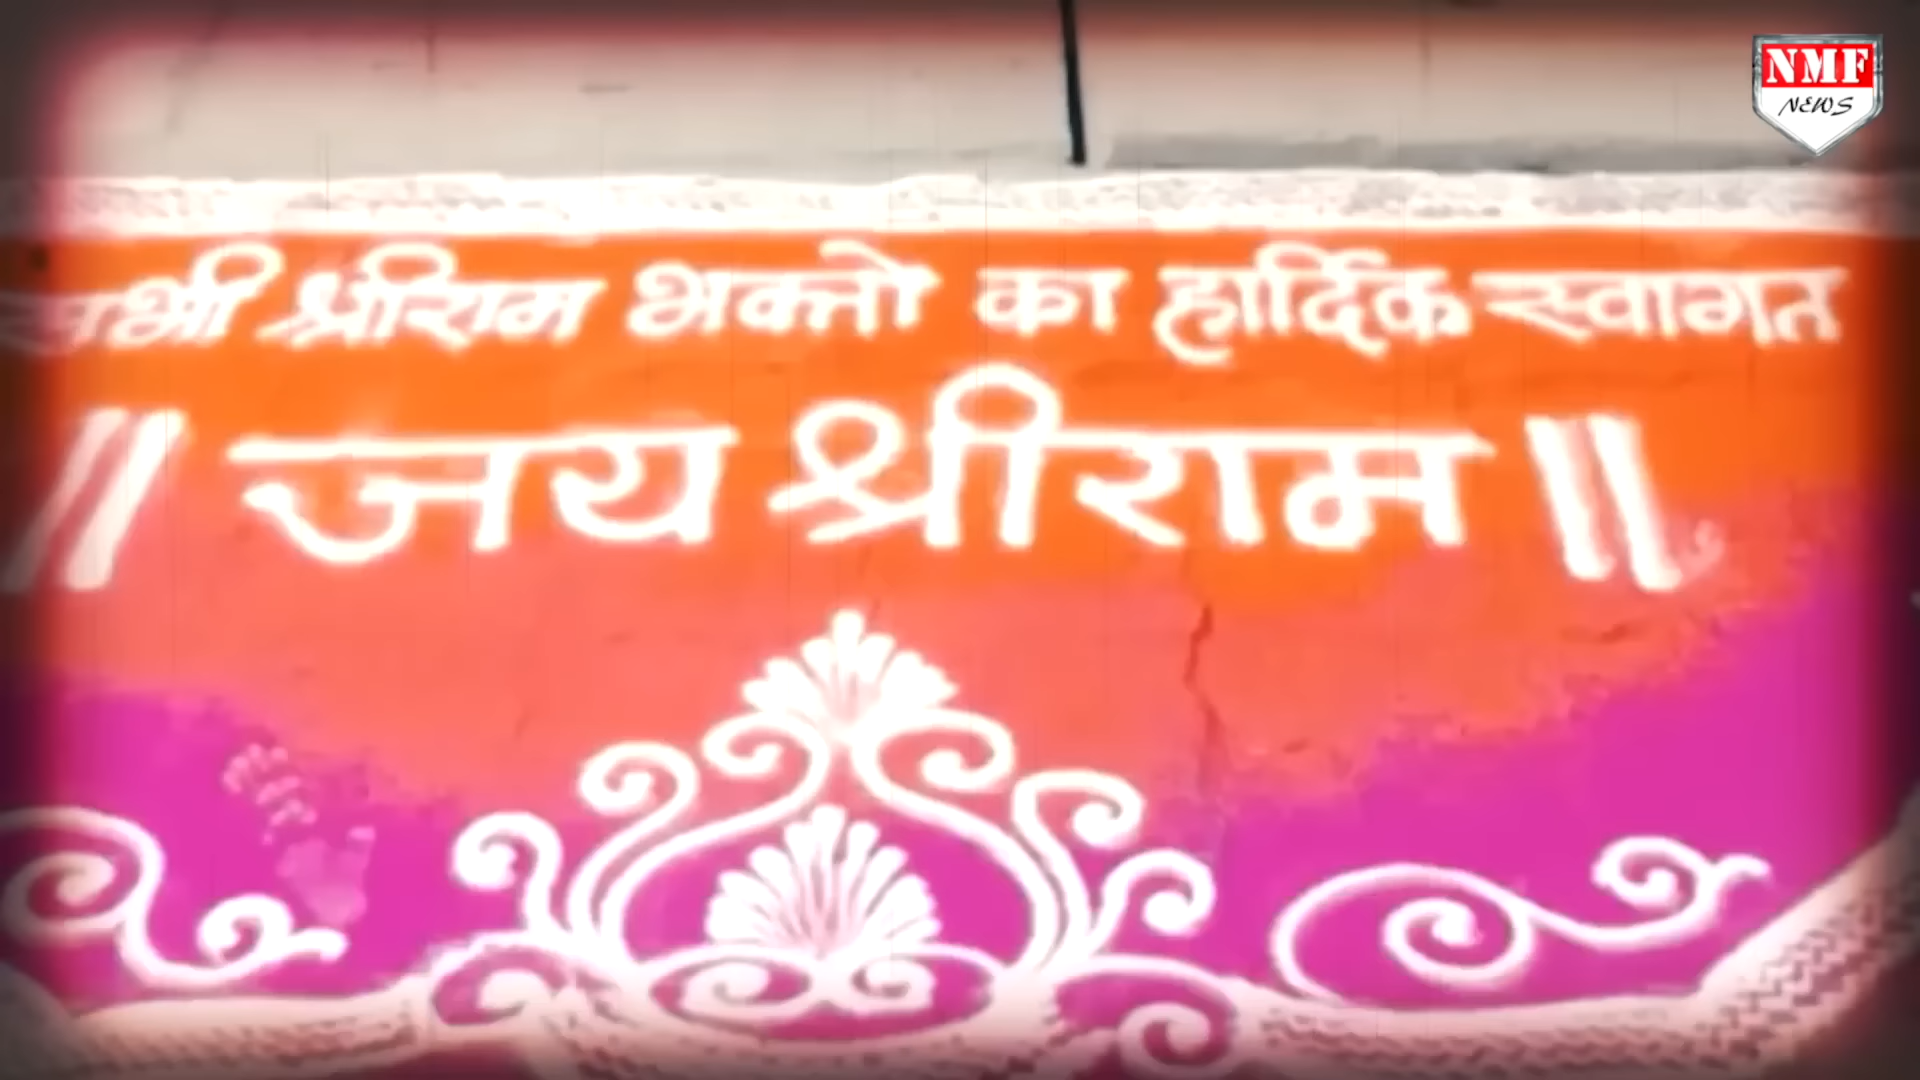 NMF
NEWS
सभी श्रीराम भक्तो का हार्दिक स्वागत
|| जय श्रीराम ||